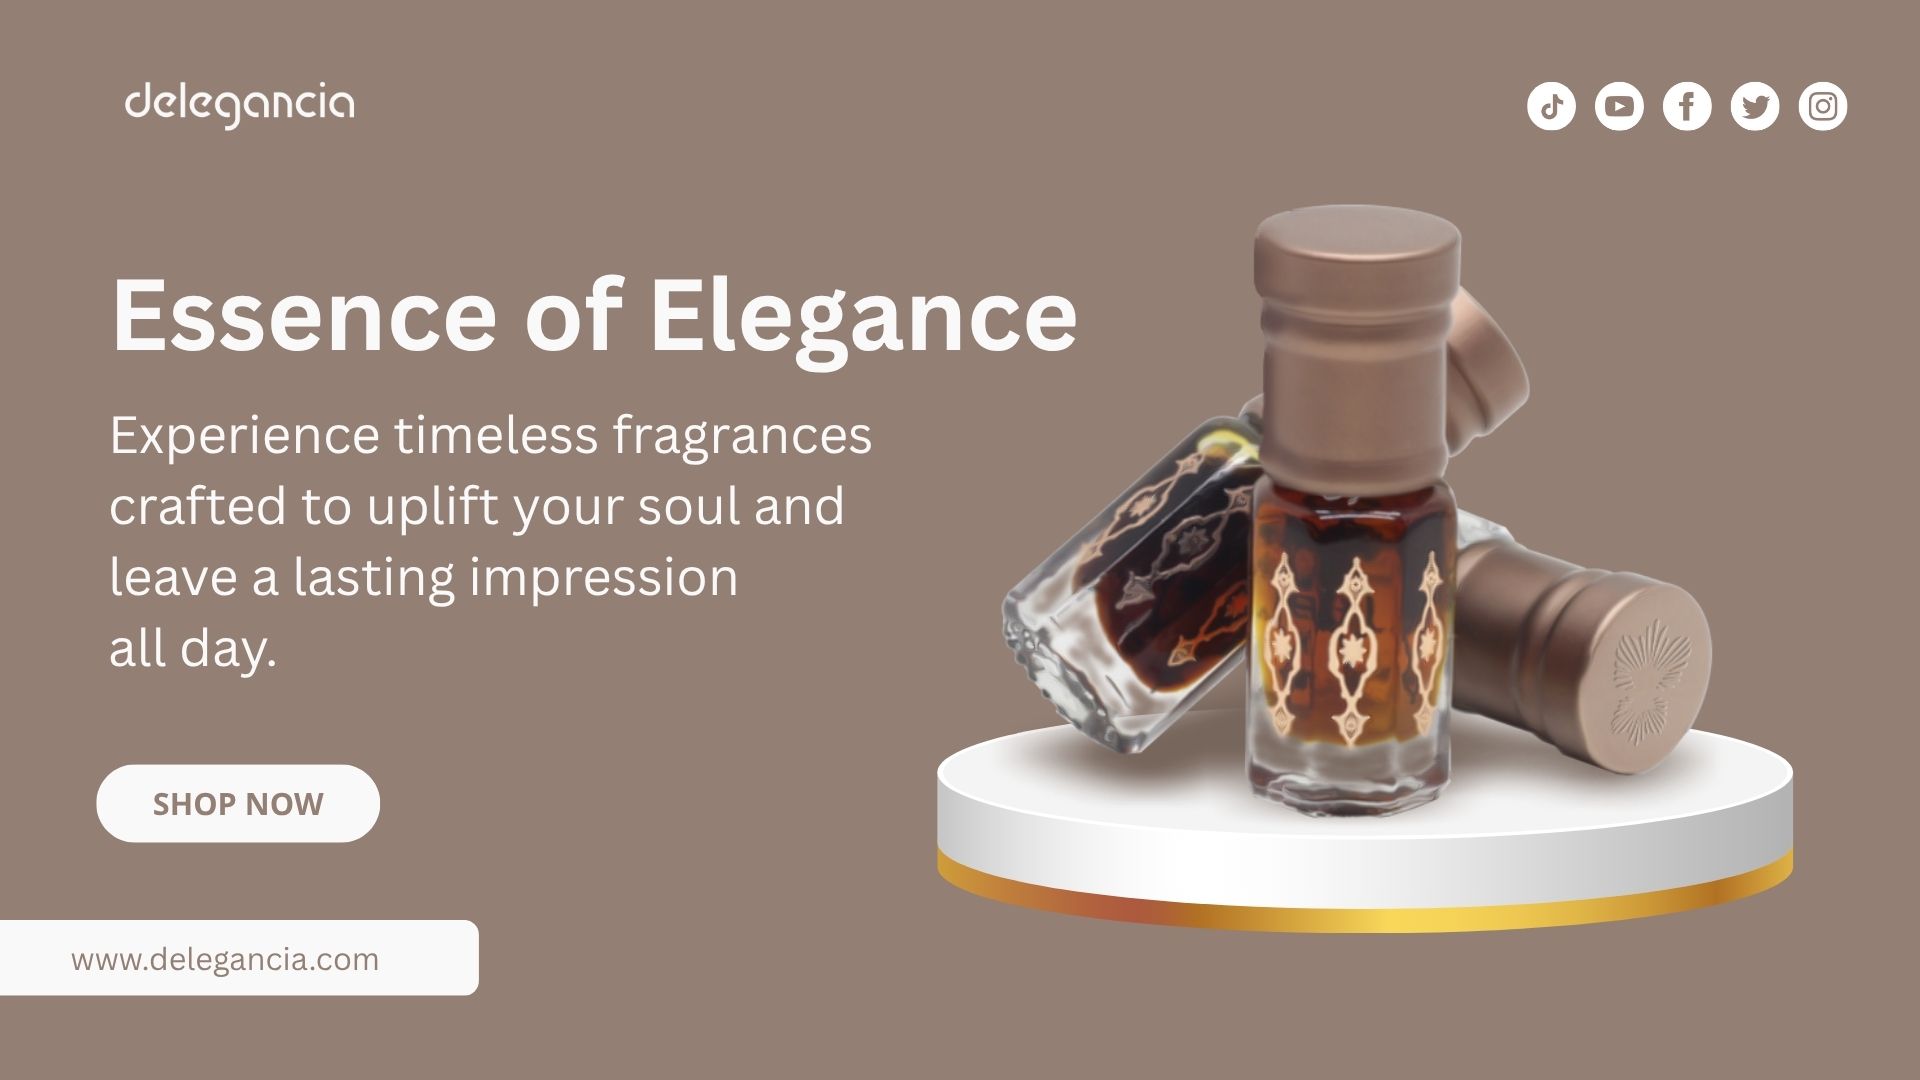 delegancia
Essence of Elegance
Experience timeless fragrances
crafted to uplift your soul and
leave a lasting impression
all day.
SHOP NOW
www.delegancia.com